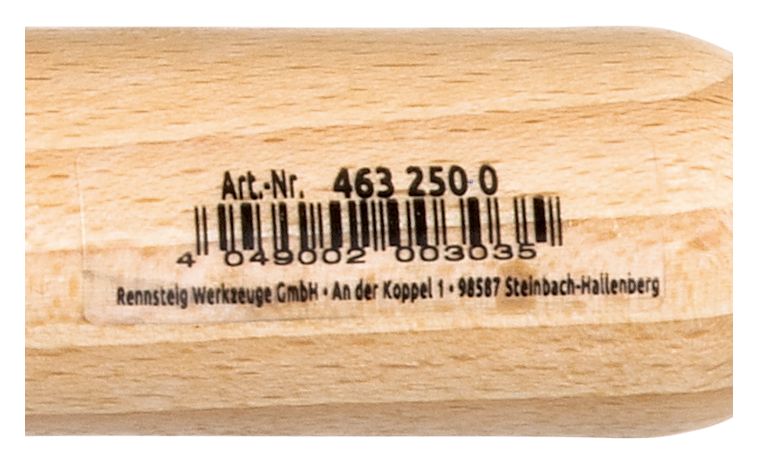 Art.-Nr. 463 250 0
4 049002 003035
Rennsteig Werkzeuge GmbH • An der Koppel 1 • 98587 Steinbach-Hallenberg